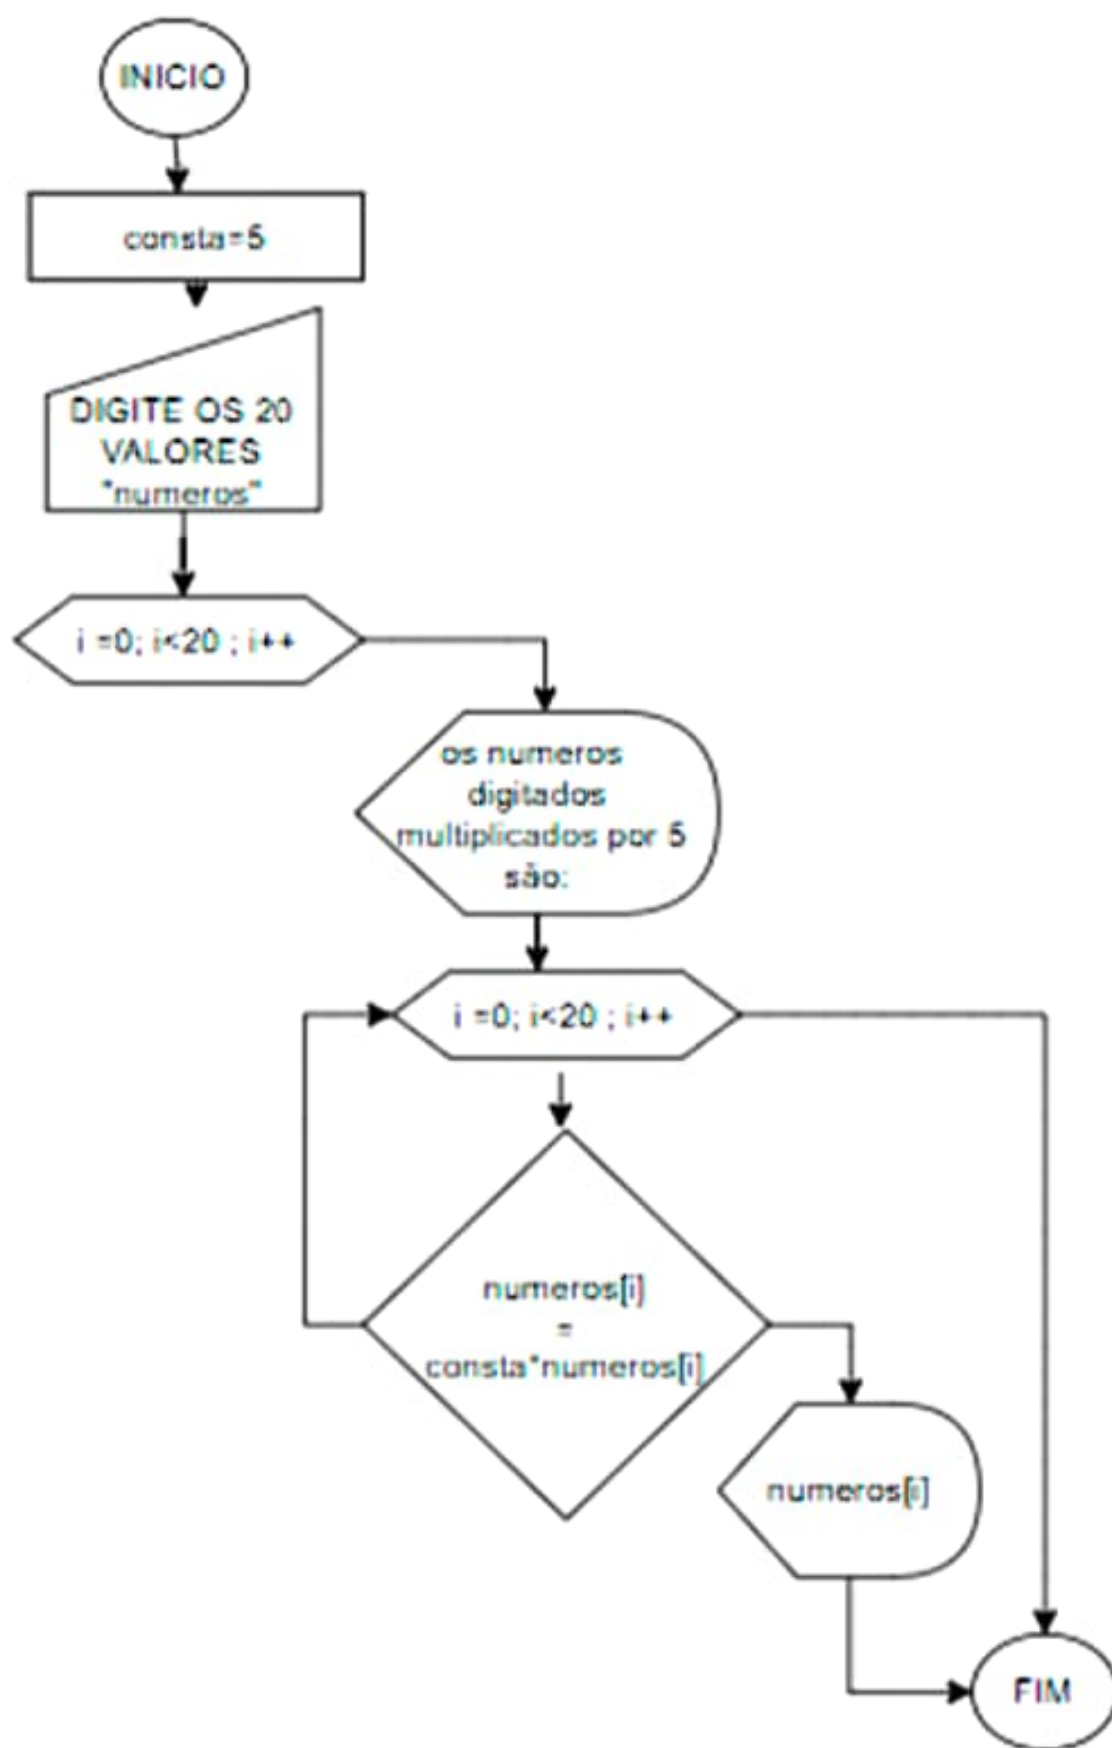 INICIO
consta=5
DIGITE OS 20
VALORES
"numeros"
i =0; i<20 ; i++
os numeros
digitados
multiplicados por 5
são:
i =0; i<20 ; i++
numeros[i]
=
consta*numeros[i]
numeros[i]
FIM